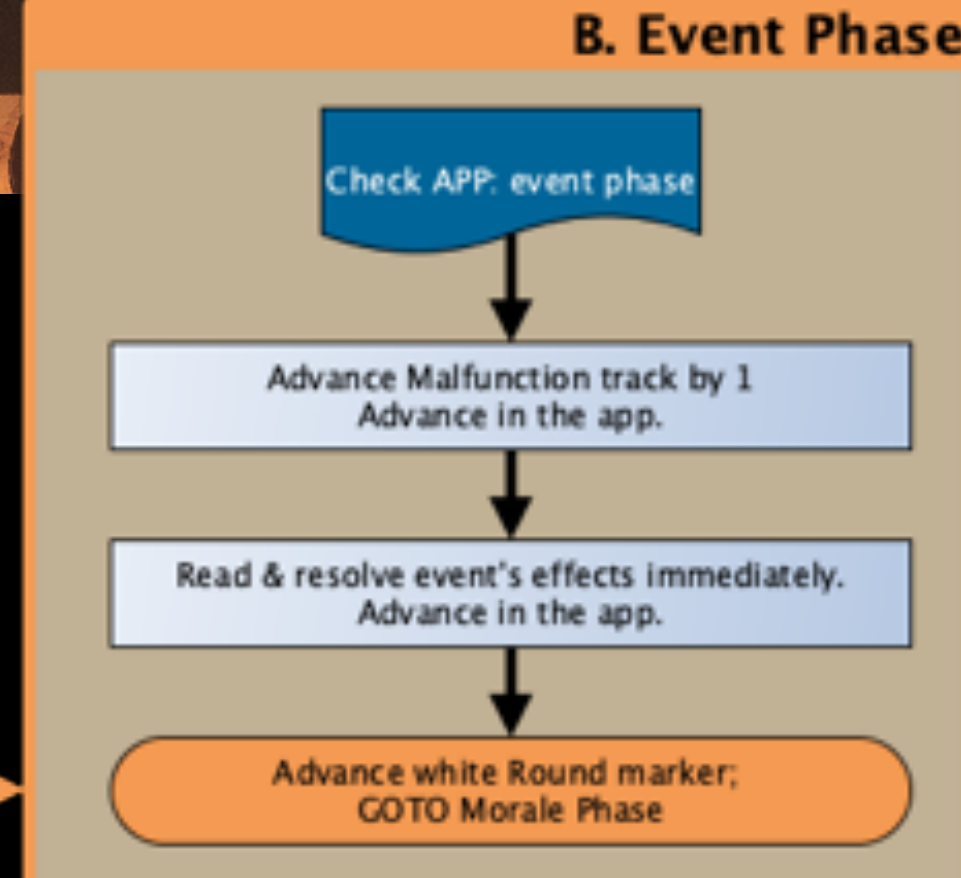 B. Event Phase
Check APP: event phase
Advance Malfunction track by 1
Advance in the app.
Read & resolve event's effects immediately.
Advance in the app.
Advance white Round marker;
GOTO Morale Phase